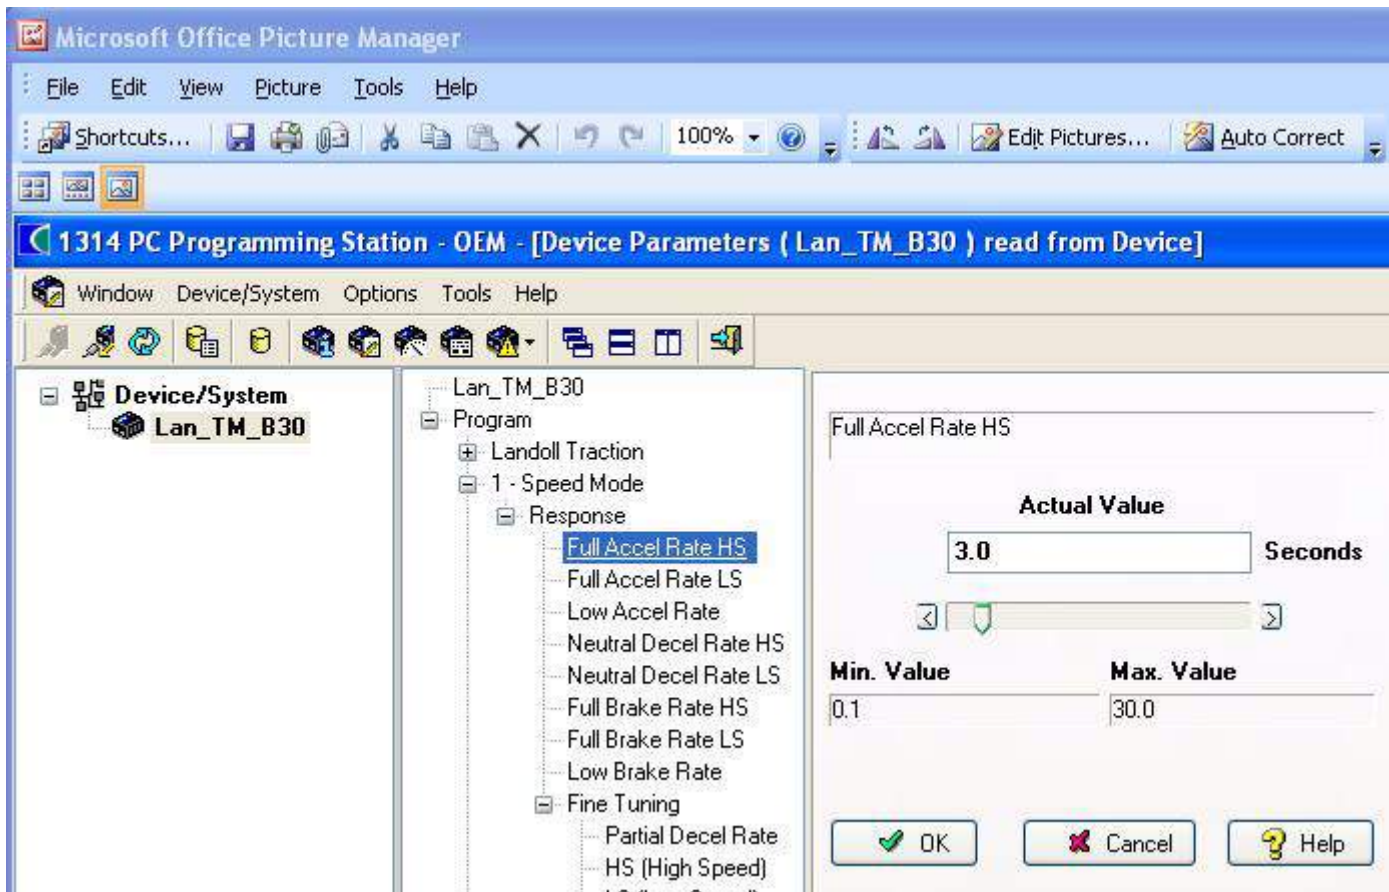 Microsoft Office Picture Manager
File Edit View Picture Tools Help
Shortcuts... 100% Edit Pictures... Auto Correct
1314 PC Programming Station - OEM - [Device Parameters ( Lan_TM_B30 ) read from Device]
Window Device/System Options Tools Help
Device/System
Lan_TM_B30
Lan_TM_B30
Program
Landoll Traction
1 - Speed Mode
Response
Full Accel Rate HS
Full Accel Rate LS
Low Accel Rate
Neutral Decel Rate HS
Neutral Decel Rate LS
Full Brake Rate HS
Full Brake Rate LS
Low Brake Rate
Fine Tuning
Partial Decel Rate
HS (High Speed)
Full Accel Rate HS
Actual Value
3.0 Seconds
Min. Value Max. Value
0.1 30.0
OK Cancel Help